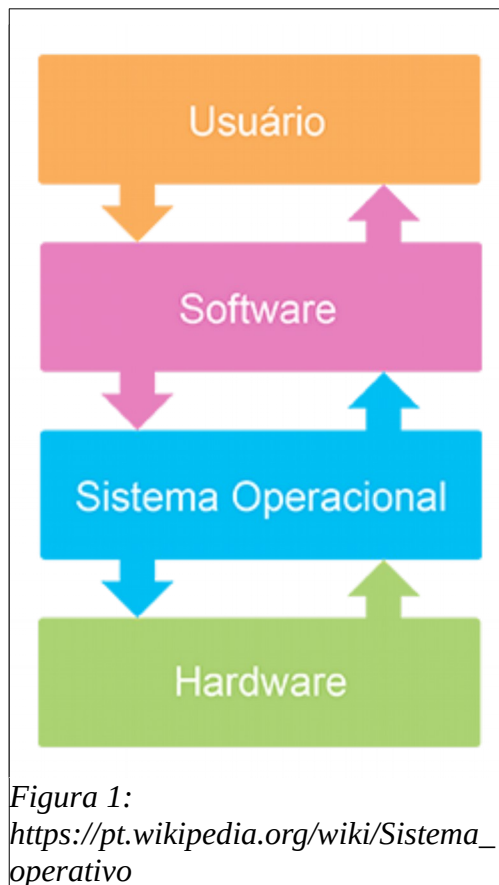 Usuário
Software
Sistema Operacional
Hardware
Figura 1:
https://pt.wikipedia.org/wiki/Sistema_
operativo